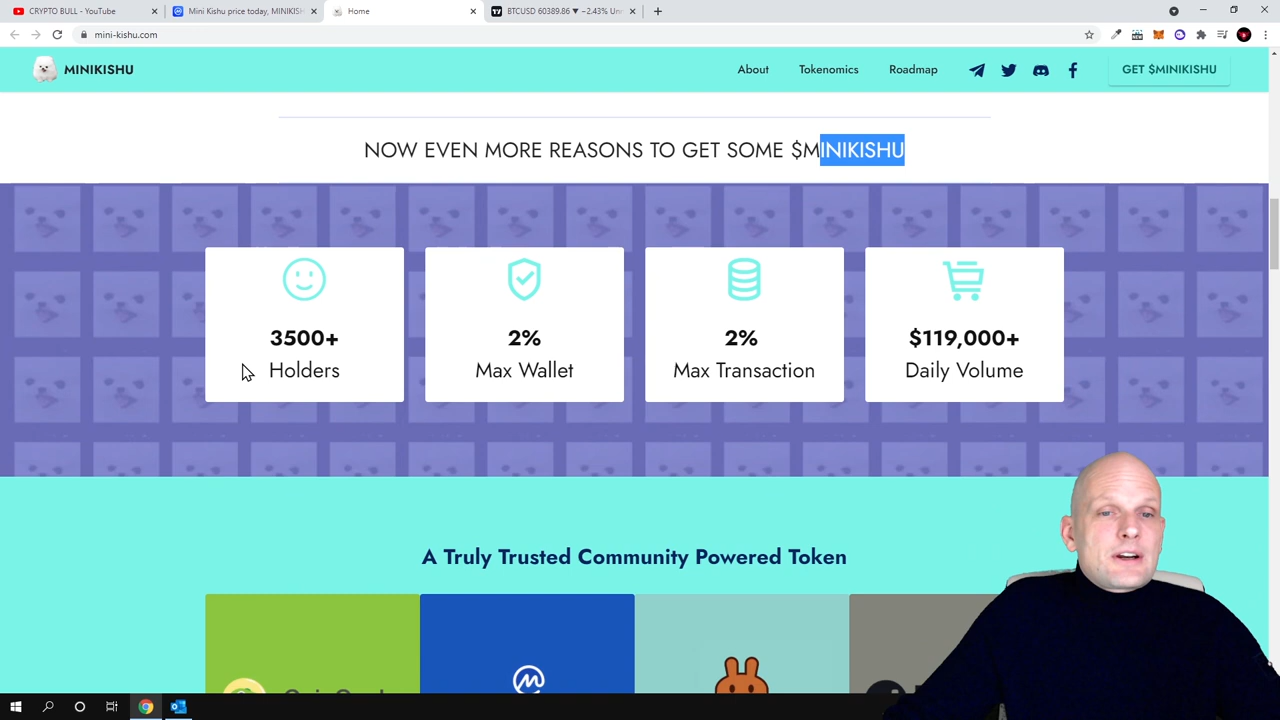 CRYPTO BULL - YouTube
Mini Kishu price today, MINIKISH
Home
BTCUSD 60389.86 ▼ −2.43% Un
mini-kishu.com
MINIKISHU
About
Tokenomics
Roadmap
GET $MINIKISHU
NOW EVEN MORE REASONS TO GET SOME $MINIKISHU
3500+
Holders
2%
Max Wallet
2%
Max Transaction
$119,000+
Daily Volume
A Truly Trusted Community Powered Token